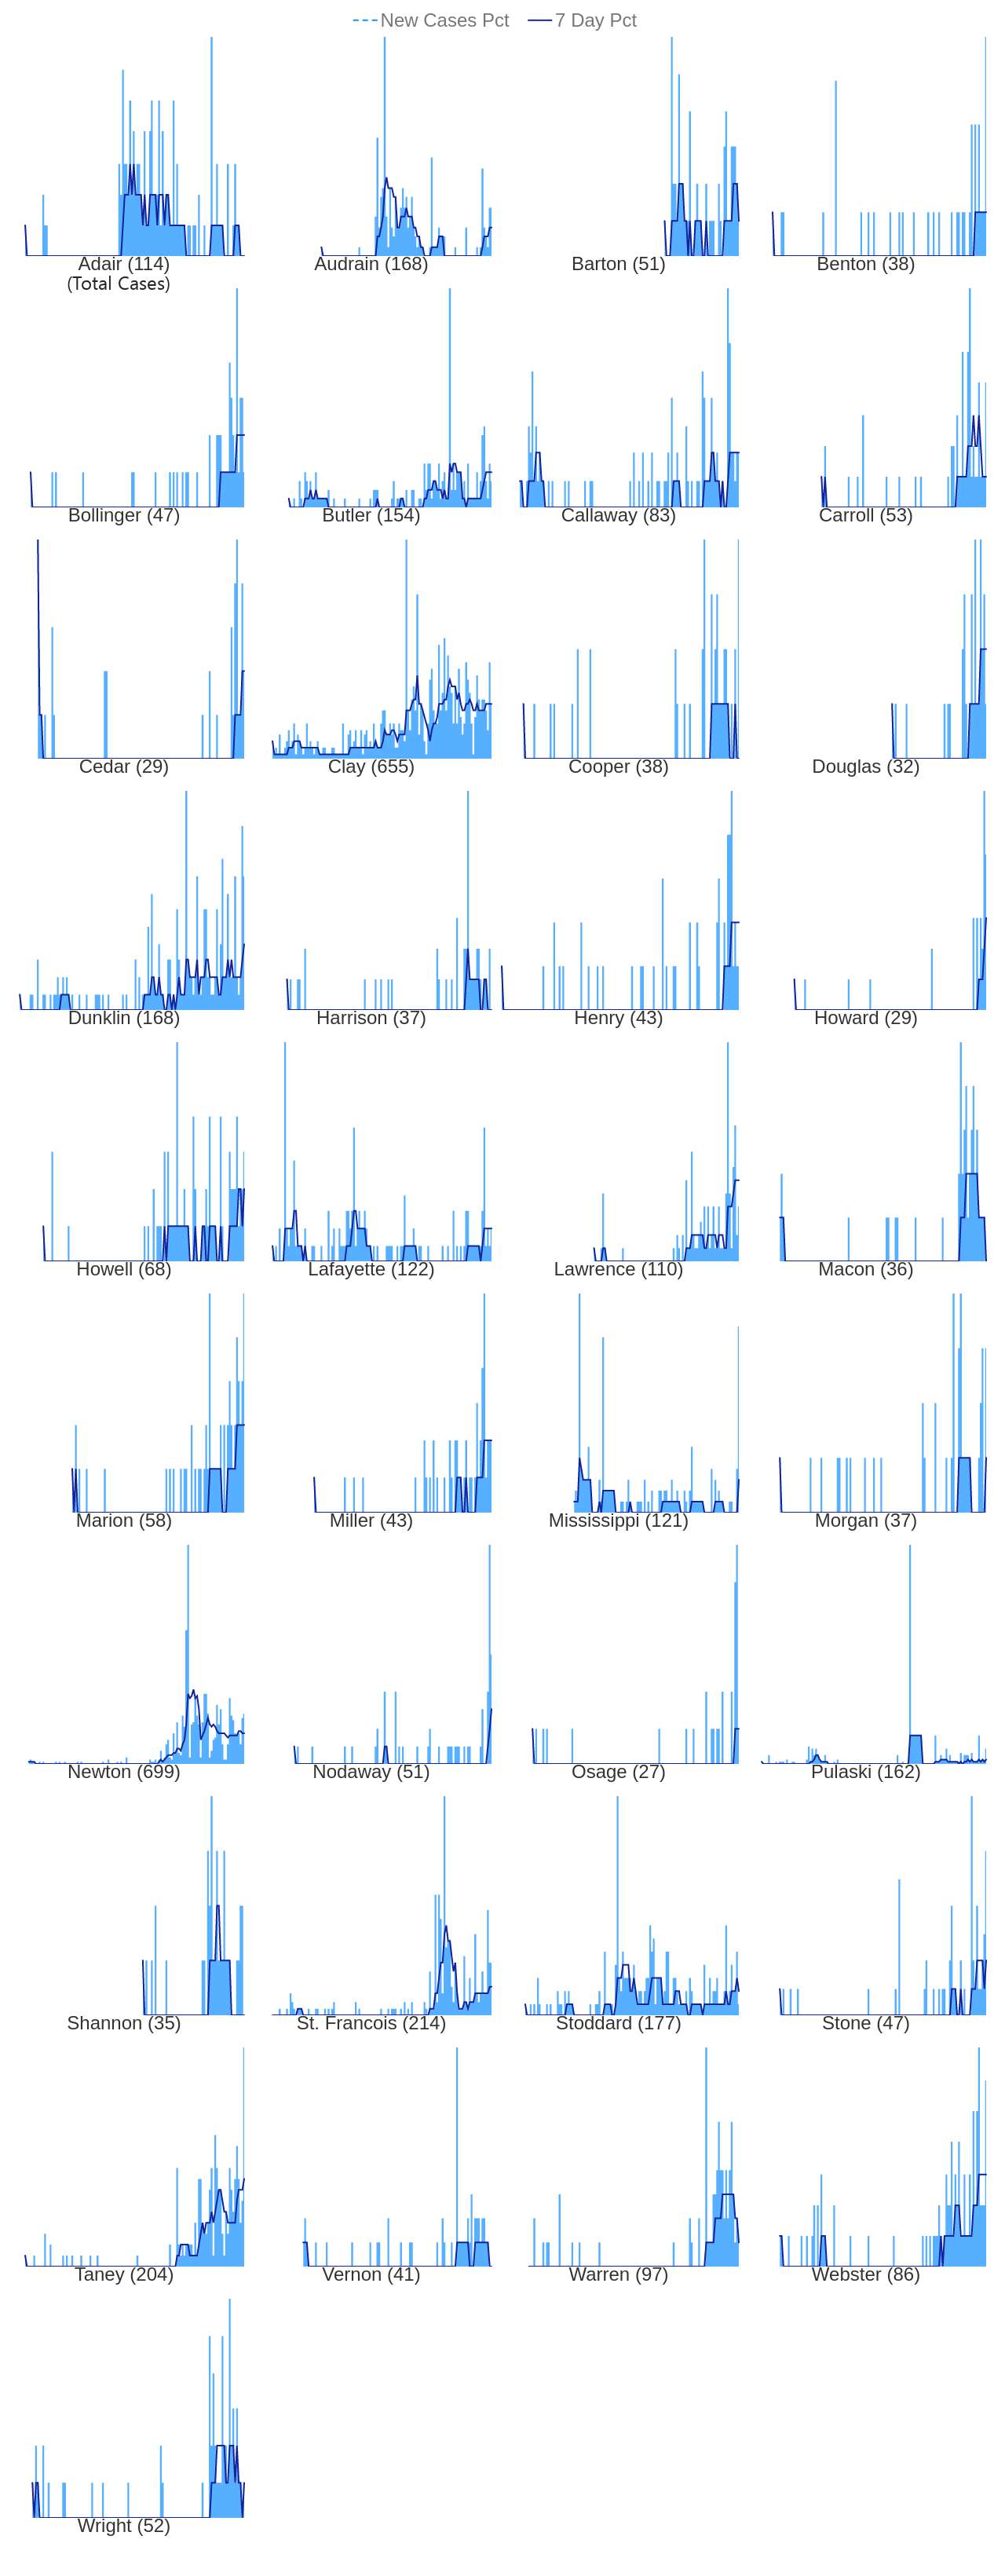 New Cases Pct 7 Day Pct
Adair (114) Audrain (168) Barton (51) Benton (38)
(Total Cases)
Bollinger (47) Butler (154) Callaway (83) Carroll (53)
Cedar (29) Clay (655) Cooper (38) Douglas (32)
Dunklin (168) Harrison (37) Henry (43) Howard (29)
Howell (68) Lafayette (122) Lawrence (110) Macon (36)
Marion (58) Miller (43) Mississippi (121) Morgan (37)
Newton (699) Nodaway (51) Osage (27) Pulaski (162)
Shannon (35) St. Francois (214) Stoddard (177) Stone (47)
Taney (204) Vernon (41) Warren (97) Webster (86)
Wright (52)